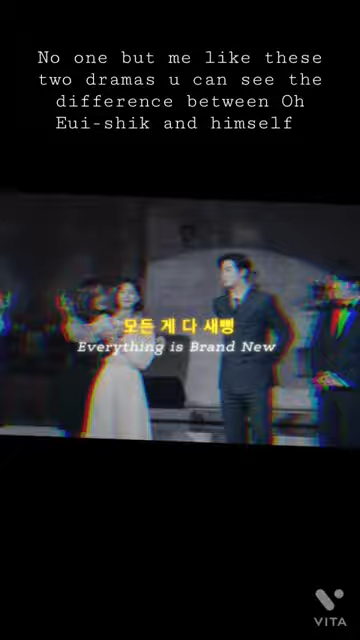 No one but me like these
two dramas u can see the
difference between Oh
Eui-shik and himself
모든 게 다 새삥
Everything is Brand New
VITA